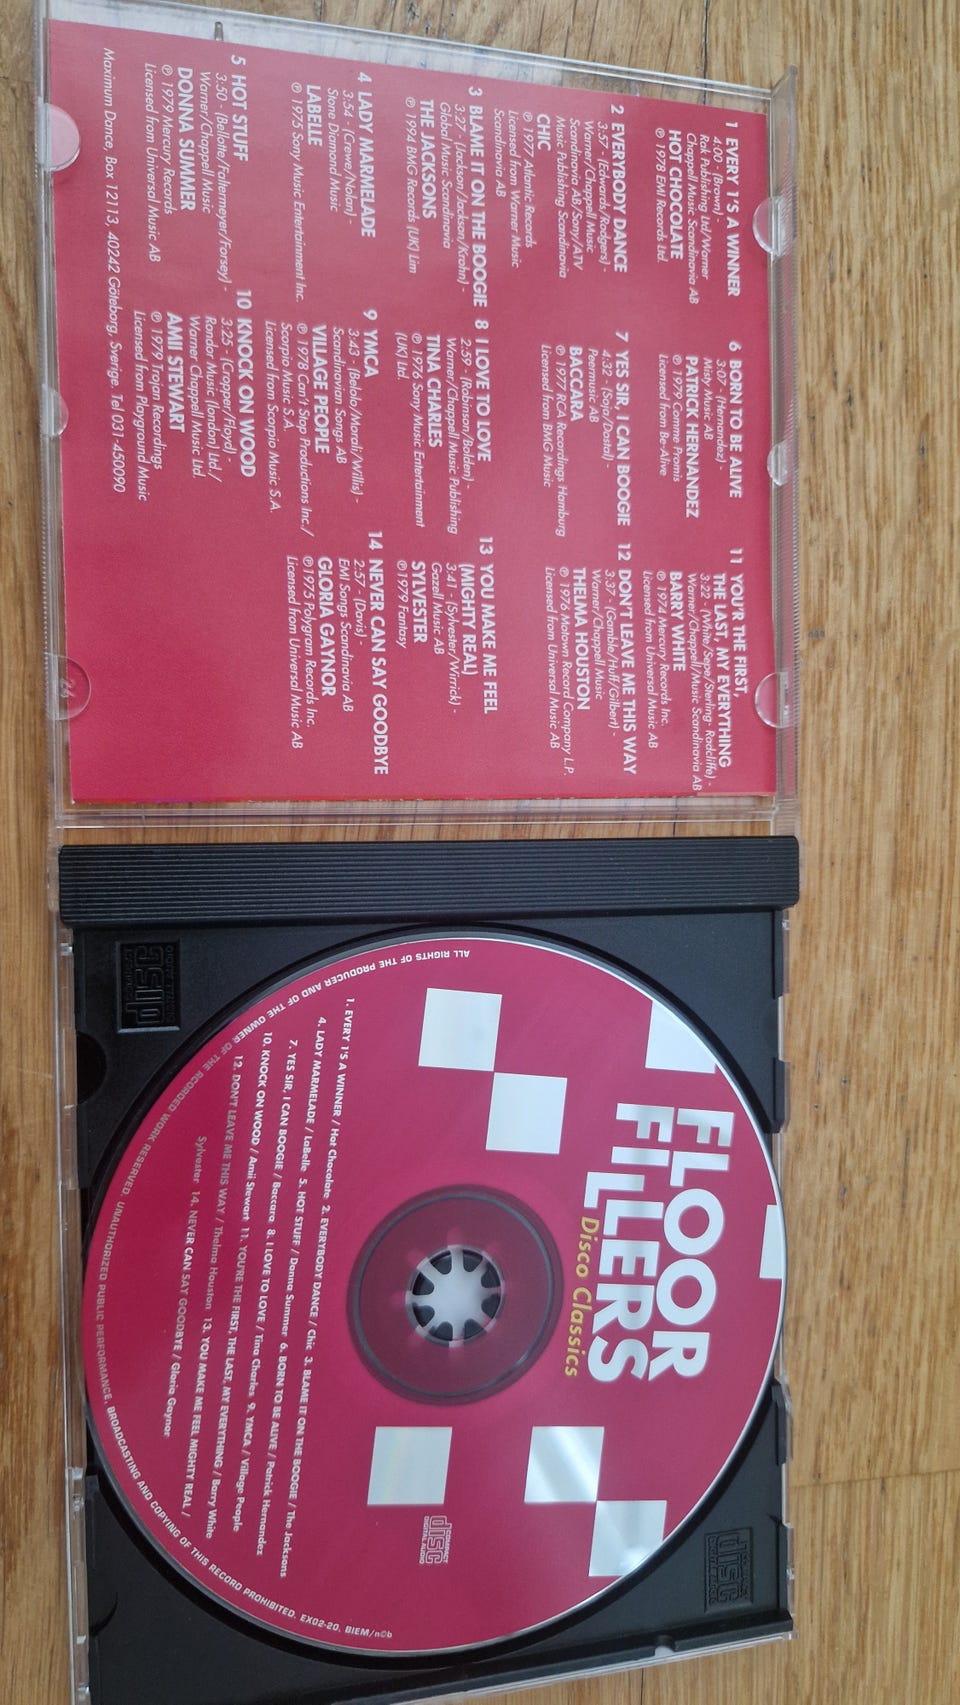 1 EVERY 1'S A WINNER
4:00 - (Brown) -
Rak Publishing Ltd/Warner
Chappell Music Scandinavia AB
HOT CHOCOLATE
℗ 1978 EMI Records Ltd.
2 EVERYBODY DANCE
3:57 - (Edwards/Rodgers) -
Warner/Chappell Music
Scandinavia AB/Sony/ATV
Music Publishing Scandinavia
CHIC
℗ 1977 Atlantic Records
Licensed from Warner Music
Scandinavia AB
3 BLAME IT ON THE BOOGIE
3:27 - (Jackson/Jackson/Krohn) -
Global Music Scandinavia
THE JACKSONS
℗ 1994 BMG Records (UK) Lim
4 LADY MARMELADE
3:54 - (Crewe/Nolan) -
Stone Diamond Music
LABELLE
℗ 1975 Sony Music Entertainment Inc.
5 HOT STUFF
3:50 - (Bellotte/Faltermeyer/Forsey) -
Warner/Chappell Music
DONNA SUMMER
℗ 1979 Mercury Records
Licensed from Universal Music AB
6 BORN TO BE ALIVE
3:07 - (Hernandez) -
Misty Music AB
PATRICK HERNANDEZ
℗ 1979 Comme Promis
Licensed from Be-Alive
7 YES SIR, I CAN BOOGIE
4:32 - (Soja/Dostal) -
Peermusic AB
BACCARA
℗ 1977 RCA Recordings Hamburg
Licensed from BMG Music
8 I LOVE TO LOVE
2:59 - (Robinson/Bolden) -
Warner/Chappell Music Publishing
TINA CHARLES
℗ 1976 Sony Music Entertainment
(UK) Ltd.
9 YMCA
3:43 - (Belolo/Morali/Willis) -
Scandinavian Songs AB
VILLAGE PEOPLE
℗ 1978 Can't Stop Productions Inc./
Scorpio Music S.A.
Licensed from Scorpio Music S.A.
10 KNOCK ON WOOD
3:25 - (Cropper/Floyd) -
Rondor Music (london) Ltd./
Warner Chappell Music Ltd.
AMII STEWART
℗ 1979 Trojan Recordings
Licensed from Playground Music
11 YOU'R THE FIRST,
THE LAST, MY EVERYTHING
3:22 - (White/Sepe/Sterling- Radcliffe) -
Warner/Chappell/Music Scandinavia AB
BARRY WHITE
℗ 1974 Mercury Records Inc.
Licensed from Universal Music AB
12 DON'T LEAVE ME THIS WAY
3:37 - (Gamble/Huff/Gilbert) -
Warner/Chappell Music
THELMA HOUSTON
℗ 1976 Motown Record Company L.P.
Licensed from Universal Music AB
13 YOU MAKE ME FEEL
(MIGHTY REAL)
3:41 - (Sylvester/Wirrick) -
Gazell Music AB
SYLVESTER
℗1979 Fantasy
14 NEVER CAN SAY GOODBYE
2:57 - (Davis) -
EMI Songs Scandinavia AB
GLORIA GAYNOR
℗1975 Polygram Records Inc.
Licensed from Universal Music AB
Maximum Dance, Box 12113, 40242 Göteborg, Sverige. Tel 031-450090
FLOOR
FILLERS
Disco Classics
COMPACT
disc
DIGITAL AUDIO
1. EVERY 1'S A WINNER / Hot Chocolate 2. EVERYBODY DANCE / Chic 3. BLAME IT ON THE BOOGIE / The Jacksons
4. LADY MARMELADE / LaBelle 5. HOT STUFF / Donna Summer 6. BORN TO BE ALIVE / Patrick Hernandez
7. YES SIR, I CAN BOOGIE / Baccara 8. I LOVE TO LOVE / Tina Charles 9. YMCA / Village People
10. KNOCK ON WOOD / Amii Stewart 11. YOU'RE THE FIRST, THE LAST, MY EVERYTHING / Barry White
12. DON'T LEAVE ME THIS WAY / Thelma Houston 13. YOU MAKE ME FEEL MIGHTY REAL /
Sylvester 14. NEVER CAN SAY GOODBYE / Gloria Gaynor
ALL RIGHTS OF THE PRODUCER AND OF THE OWNER OF THE RCORDED WORK RESERVED. UNAUTHORIZED PUBLIC PERFORMANCE, BROADCASTING AND COPYING OF THIS RECORD PROHIBITED. EX02-20, BIEM/n©b
COMPACT
disc
DIGITAL AUDIO
COMPACT
disc